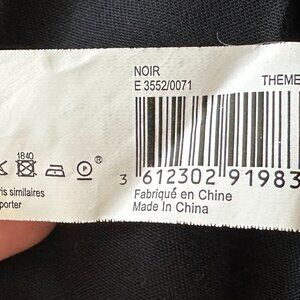 NOIR
E 3552/0071
THEME
1840
P
®
3 612302 91983
ris similaires
porter
Fabriqué en Chine
Made In China